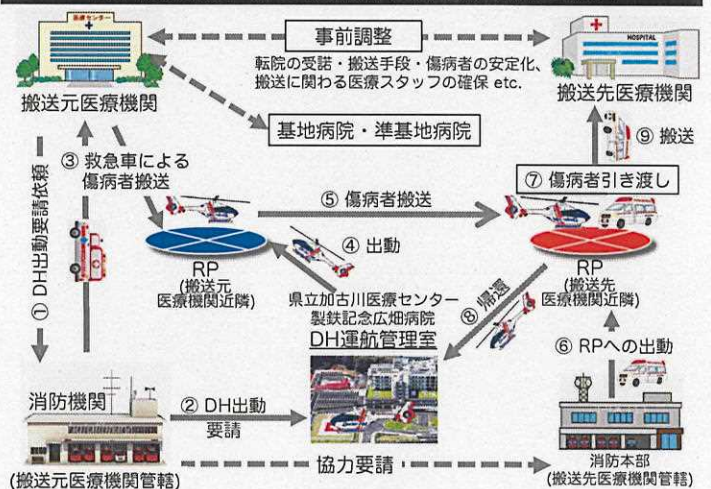 医療センター
事前調整
HOSPITAL
転院の受諾・搬送手段・傷病者の安定化、
搬送に関わる医療スタッフの確保 etc.
搬送元医療機関
搬送先医療機関
基地病院・準基地病院
① DH出動要請依頼
③ 救急車による
傷病者搬送
⑨ 搬送
⑦ 傷病者引き渡し
⑤ 傷病者搬送
④ 出動
RP
(搬送元
医療機関近隣)
RP
(搬送先
医療機関近隣)
県立加古川医療センター
製鉄記念広畑病院
DH運航管理室
⑧ 帰還
⑥ RPへの出動
消防機関
② DH出動
要請
(搬送元医療機関管轄)
協力要請
消防本部
(搬送先医療機関管轄)